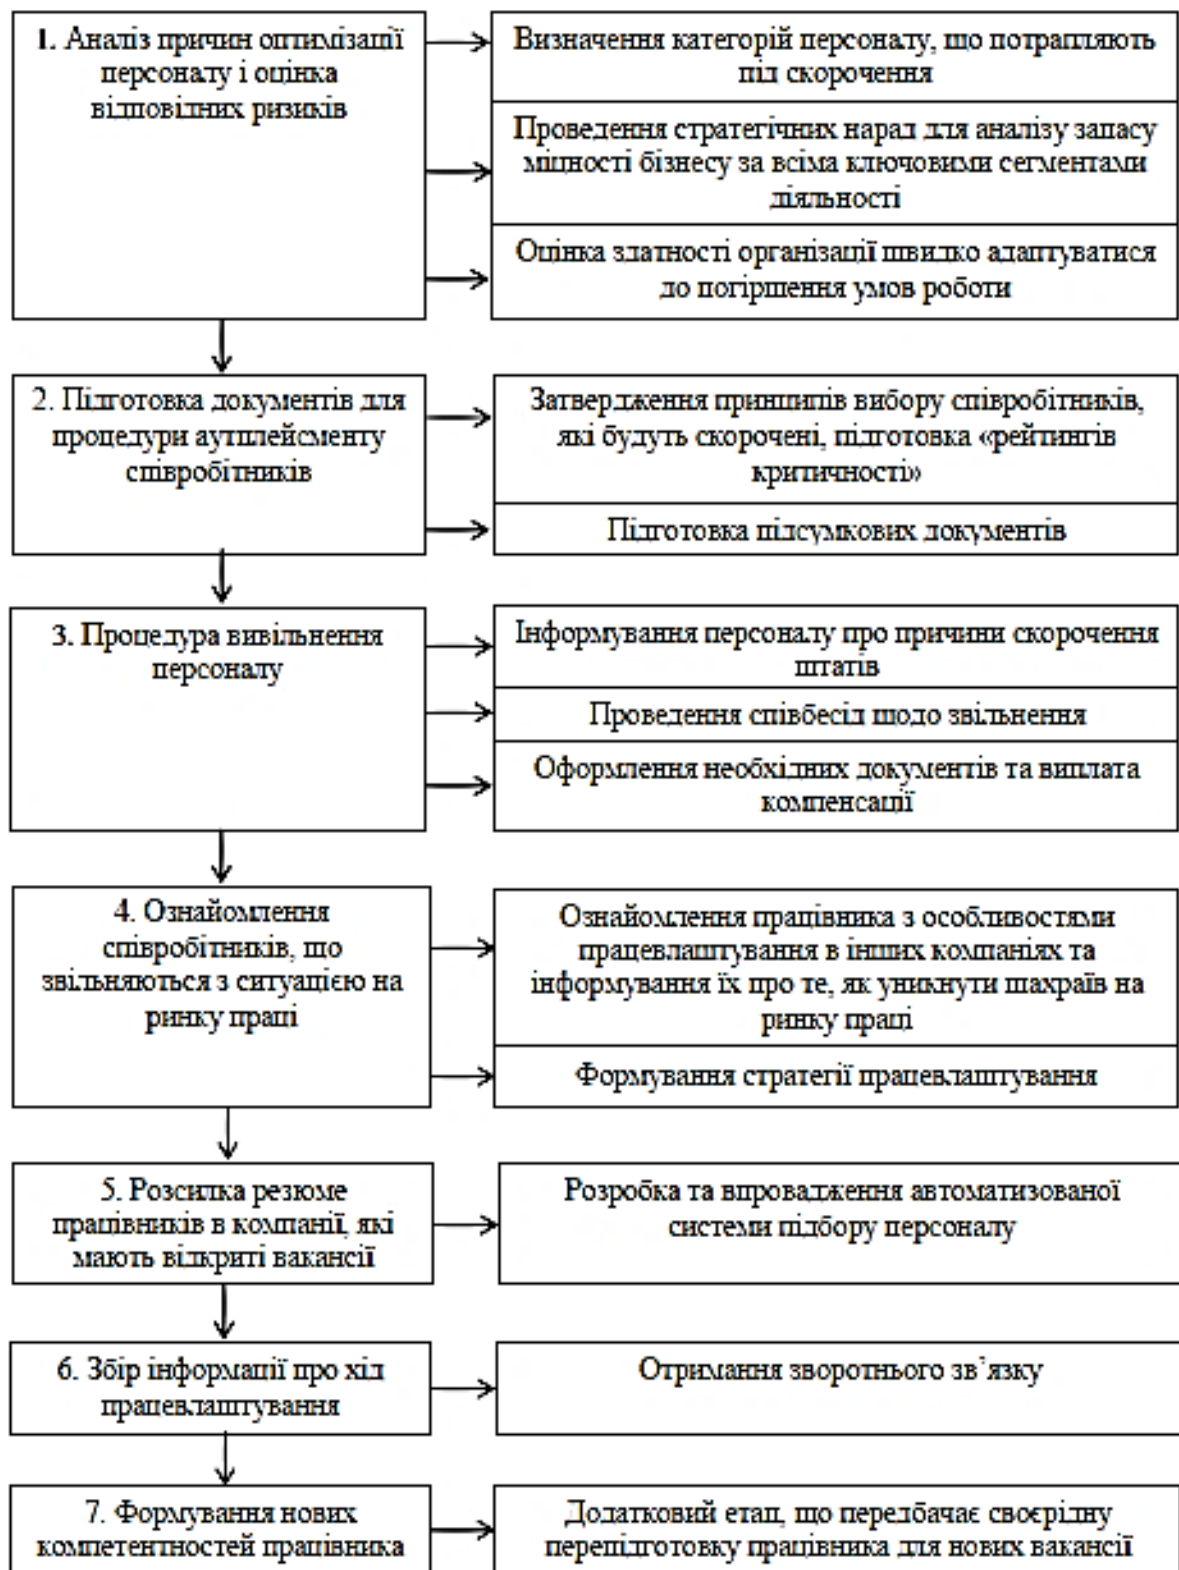 1. Аналіз причин оптимізації
персоналу і оцінка
відповідних ризиків
Визначення категорій персоналу, що потрапляють
під скорочення
Проведення стратегічних нарад для аналізу запасу
міцності бізнесу за всіма ключовими сегментами
діяльності
Оцінка здатності організації швидко адаптуватися
до погіршення умов роботи
2. Підготовка документів для
процедури аутплейсменту
співробітників
Затвердження принципів вибору співробітників,
які будуть скорочені, підготовка «рейтингів
критичності»
Підготовка підсумкових документів
3. Процедура вивільнення
персоналу
Інформування персоналу про причини скорочення
штатів
Проведення співбесід щодо звільнення
Оформлення необхідних документів та виплата
компенсації
4. Ознайомлення
співробітників, що
звільняються з ситуацією на
ринку праці
Ознайомлення працівника з особливостями
працевлаштування в інших компаніях та
інформування їх про те, як уникнути шахраїв на
ринку праці
Формування стратегії працевлаштування
5. Розсилка резюме
працівників в компанії, які
мають відкриті вакансії
Розробка та впровадження автоматизованої
системи підбору персоналу
6. Збір інформації про хід
працевлаштування
Отримання зворотнього зв’язку
7. Формування нових
компетентностей працівника
Додатковий етап, що передбачає своєрідну
перепідготовку працівника для нових вакансії